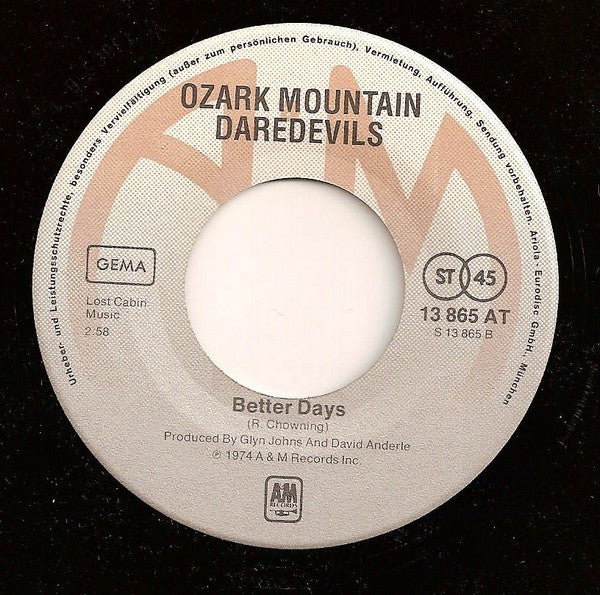 Urheber- und Leistungsschutzrechte, besonders Vervielfältigung (außer zum persönlichen Gebrauch), Vermietung, Aufführung, Sendung vorbehalten. Ariola - Eurodisc GmbH., München
A M
OZARK MOUNTAIN
DAREDEVILS
GEMA
Lost Cabin
Music
2:58
ST 45
13 865 AT
S 13 865 B
Better Days
(R. Chowning)
Produced By Glyn Johns And David Anderle
℗ 1974 A & M Records Inc.
AM
RECORDS